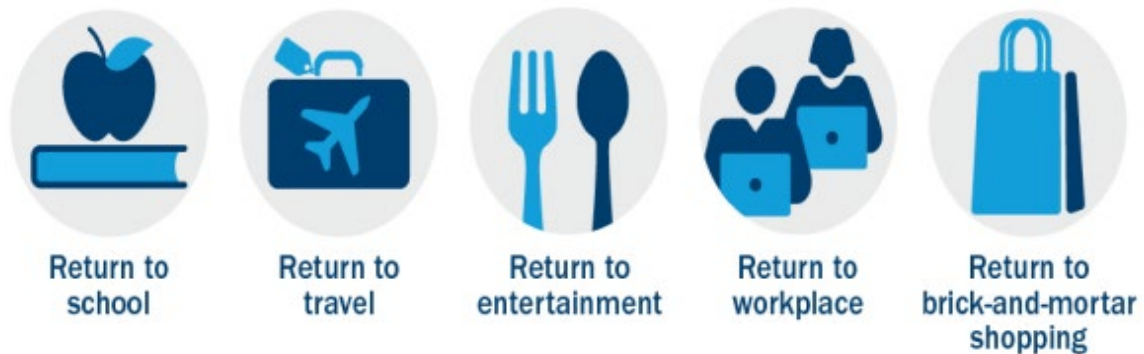 Return to
school
Return to
travel
Return to
entertainment
Return to
workplace
Return to
brick-and-mortar
shopping